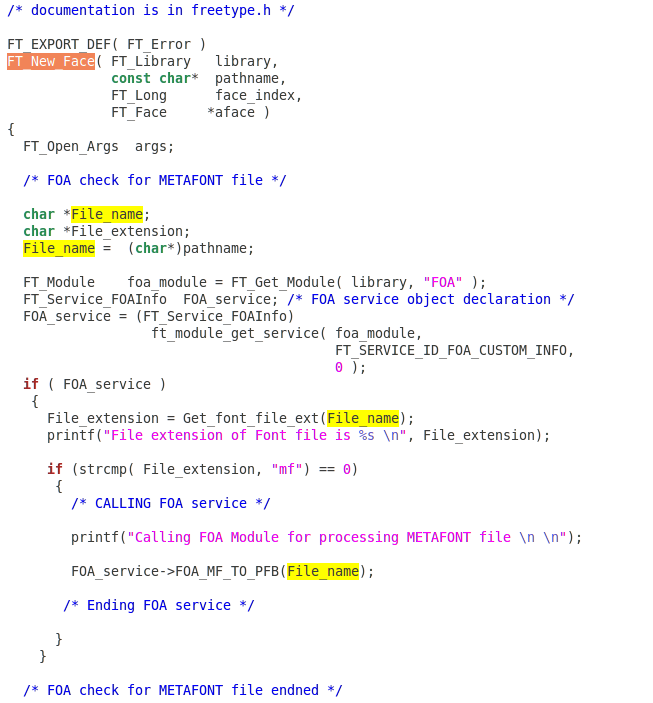 /* documentation is in freetype.h */
FT_EXPORT_DEF( FT_Error )
FT_New_Face( FT_Library   library,
             const char*  pathname,
             FT_Long      face_index,
             FT_Face     *aface )
{
  FT_Open_Args  args;
  /* FOA check for METAFONT file */
  char *File_name;
  char *File_extension;
  File_name =  (char*)pathname;
  FT_Module    foa_module = FT_Get_Module( library, "FOA" );
  FT_Service_FOAInfo  FOA_service; /* FOA service object declaration */
  FOA_service = (FT_Service_FOAInfo)
                  ft_module_get_service( foa_module,
                                         FT_SERVICE_ID_FOA_CUSTOM_INFO,
                                         0 );
  if ( FOA_service )
   {
     File_extension = Get_font_file_ext(File_name);
     printf("File extension of Font file is %s \n", File_extension);
     if (strcmp( File_extension, "mf") == 0)
      {
        /* CALLING FOA service */
        printf("Calling FOA Module for processing METAFONT file \n \n");
        FOA_service->FOA_MF_TO_PFB(File_name);
       /* Ending FOA service */
      }
    }
  /* FOA check for METAFONT file endned */